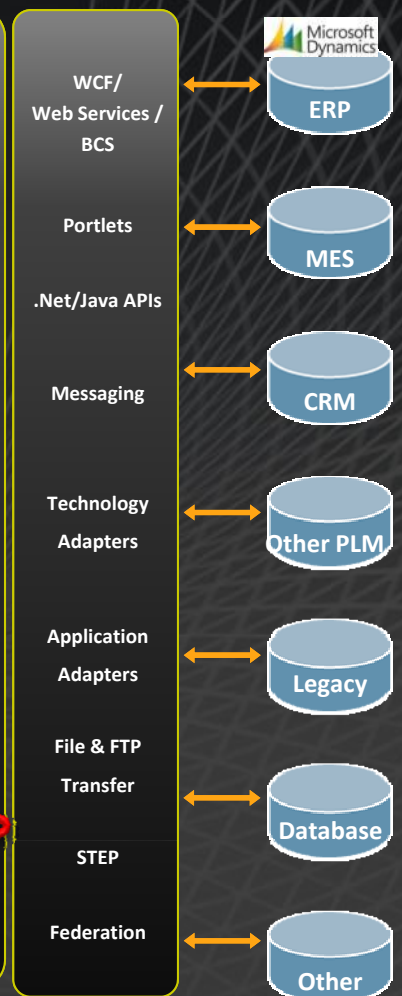 WCF/
Web Services /
BCS
Portlets
.Net/Java APIs
Messaging
Technology
Adapters
Application
Adapters
File & FTP
Transfer
STEP
Federation
Microsoft
Dynamics
ERP
MES
CRM
Other PLM
Legacy
Database
Other